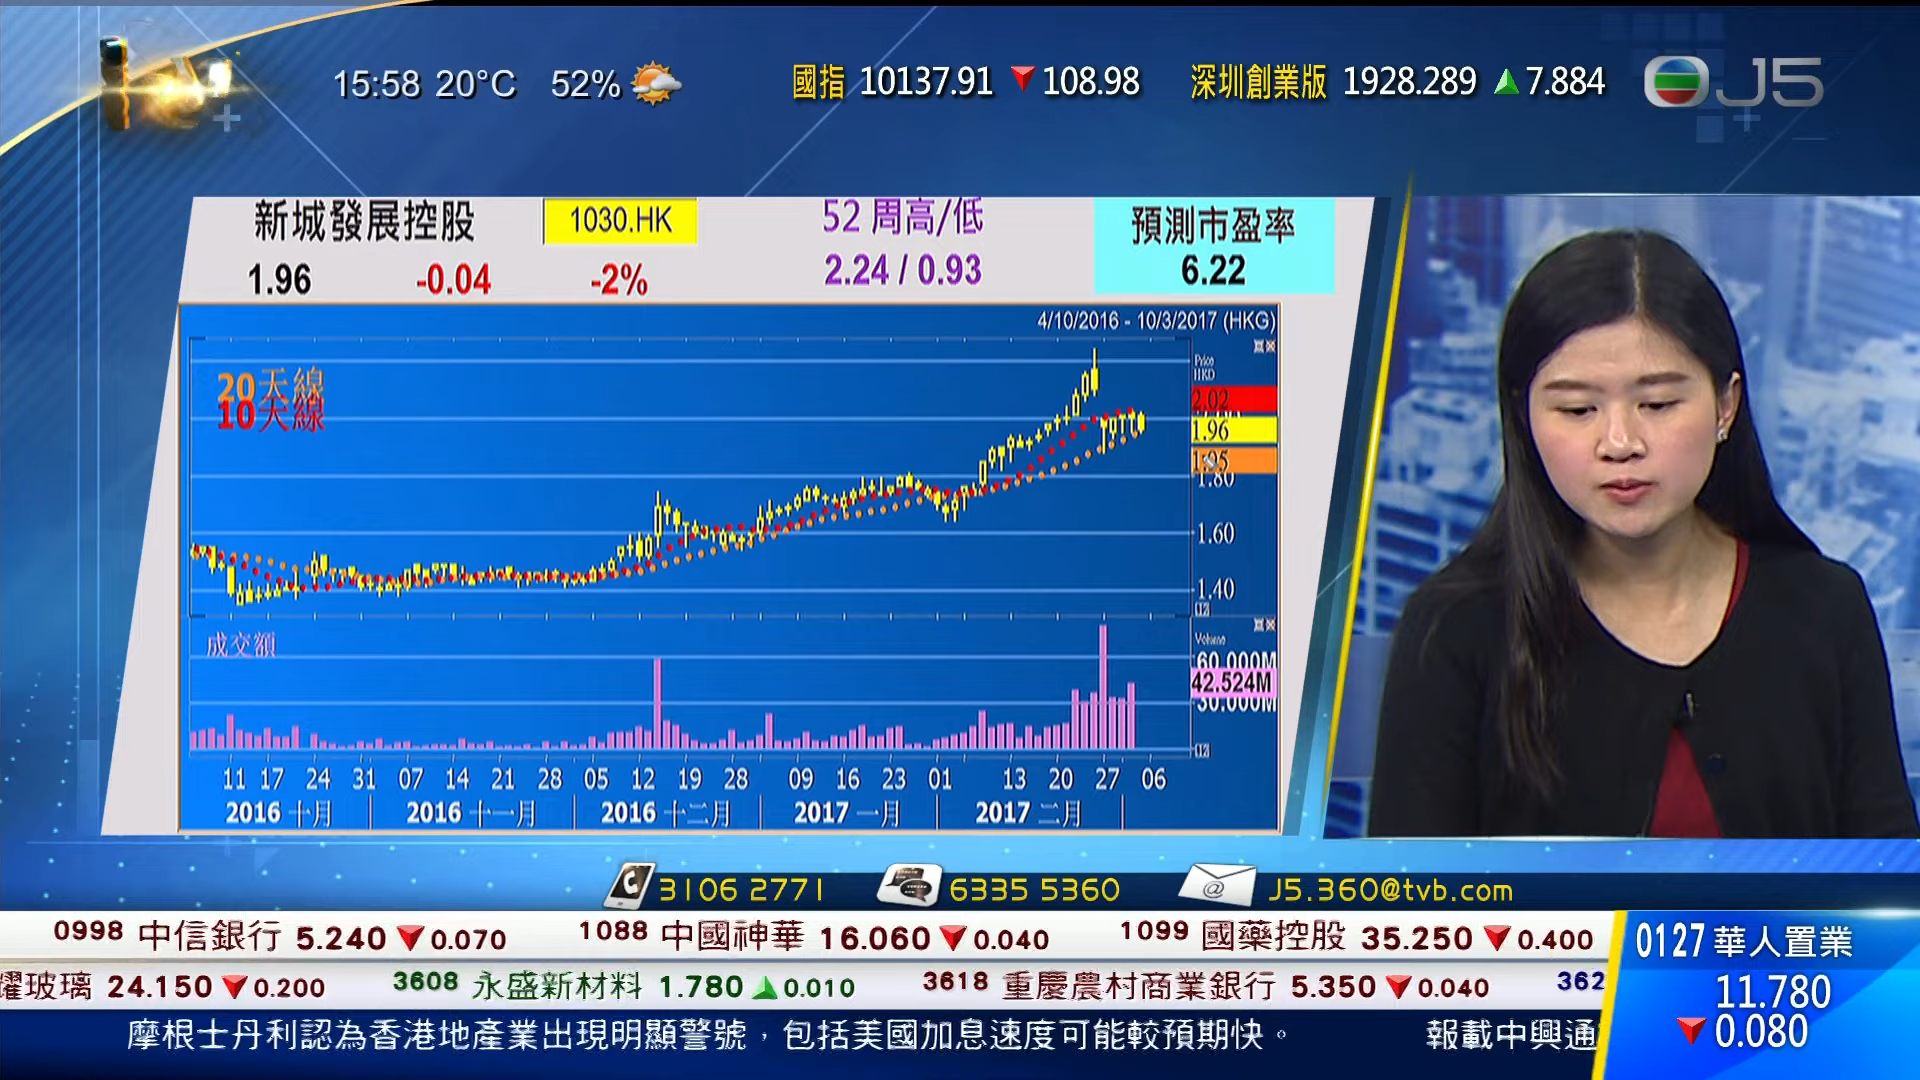 15:58 20°C 52% 國指 10137.91 ▼108.98 深圳創業版 1928.289 ▲7.884 J5
新城發展控股 1030.HK 52 周高/低 預測市盈率
1.96 -0.04 -2% 2.24 / 0.93 6.22
4/10/2016 - 10/3/2017 (HKG)
Price
HKD
20天線
10天線
2.02
1.96
1.95
1.80
1.60
1.40
成交額
Volume
60.000M
42.524M
30.000M
11 17 24 31 07 14 21 28 05 12 19 28 09 16 23 01 13 20 27 06
2016 十月 2016 十一月 2016 十二月 2017 一月 2017 二月
3106 2771 6335 5360 J5.360@tvb.com
0998 中信銀行 5.240 ▼0.070 1088 中國神華 16.060 ▼0.040 1099 國藥控股 35.250 ▼0.400
耀玻璃 24.150 ▼0.200 3608 永盛新材料 1.780 ▲0.010 3618 重慶農村商業銀行 5.350 ▼0.040 362
0127 華人置業
11.780
▼0.080
摩根士丹利認為香港地產業出現明顯警號，包括美國加息速度可能較預期快。 報載中興通